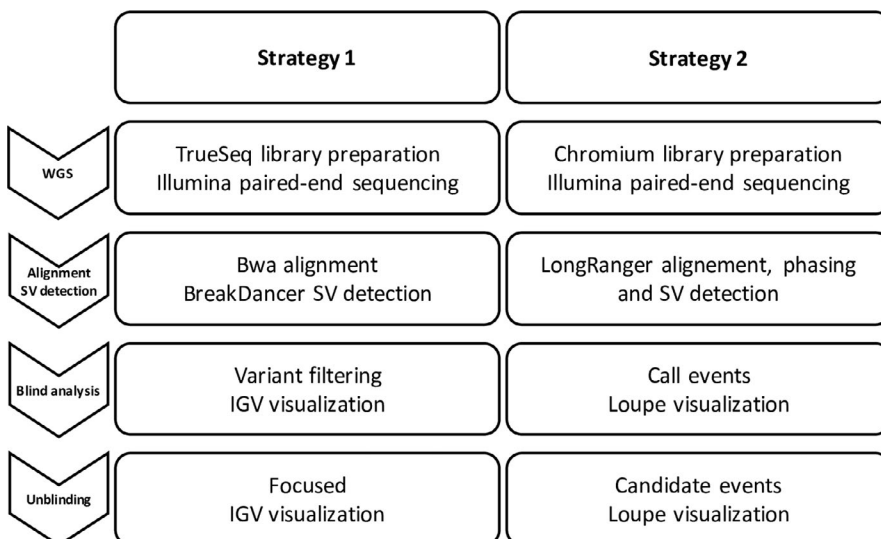 Strategy 1
Strategy 2
WGS
TrueSeq library preparation
Illumina paired-end sequencing
Chromium library preparation
Illumina paired-end sequencing
Alignment
SV detection
Bwa alignment
BreakDancer SV detection
LongRanger alignement, phasing
and SV detection
Blind analysis
Variant filtering
IGV visualization
Call events
Loupe visualization
Unblinding
Focused
IGV visualization
Candidate events
Loupe visualization